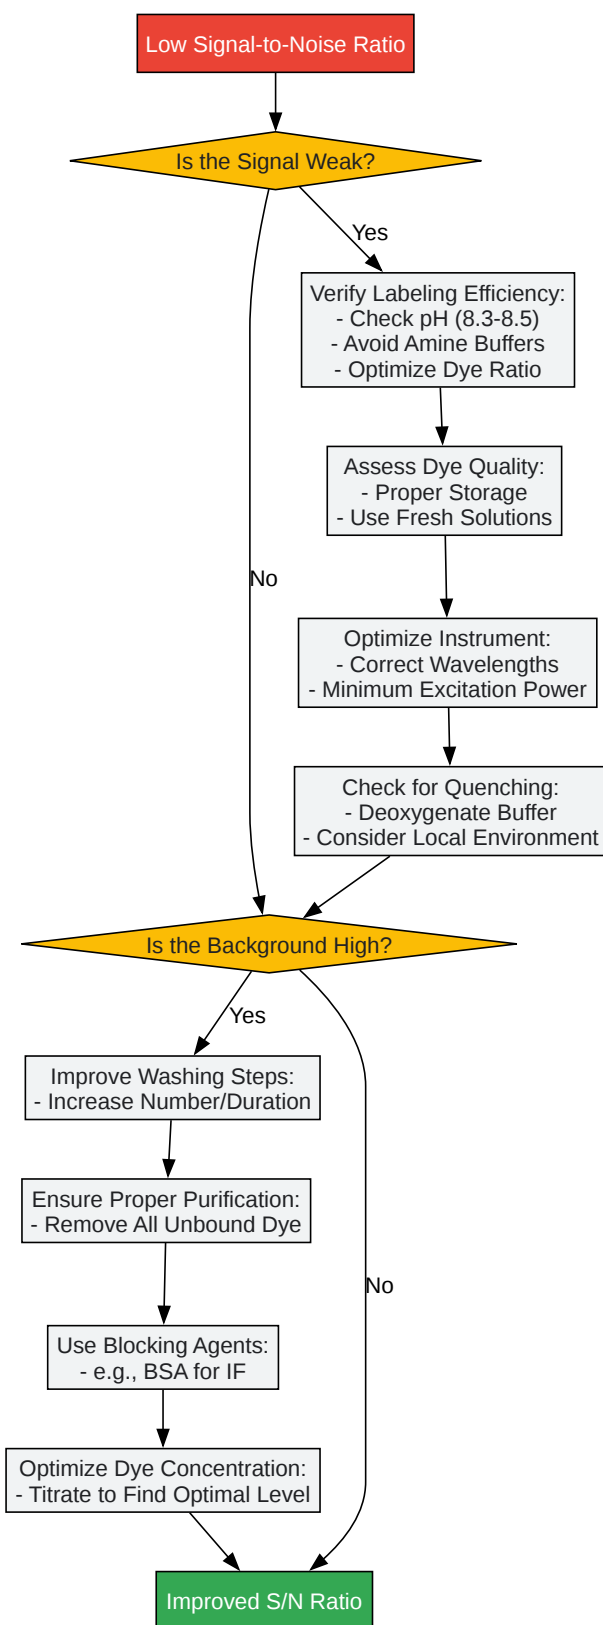 Low Signal-to-Noise Ratio
Is the Signal Weak?
Yes
Verify Labeling Efficiency:
- Check pH (8.3-8.5)
- Avoid Amine Buffers
- Optimize Dye Ratio
Assess Dye Quality:
- Proper Storage
- Use Fresh Solutions
No
Optimize Instrument:
- Correct Wavelengths
- Minimum Excitation Power
Check for Quenching:
- Deoxygenate Buffer
- Consider Local Environment
Is the Background High?
Yes
Improve Washing Steps:
- Increase Number/Duration
Ensure Proper Purification:
- Remove All Unbound Dye
No
Use Blocking Agents:
- e.g., BSA for IF
Optimize Dye Concentration:
- Titrate to Find Optimal Level
Improved S/N Ratio